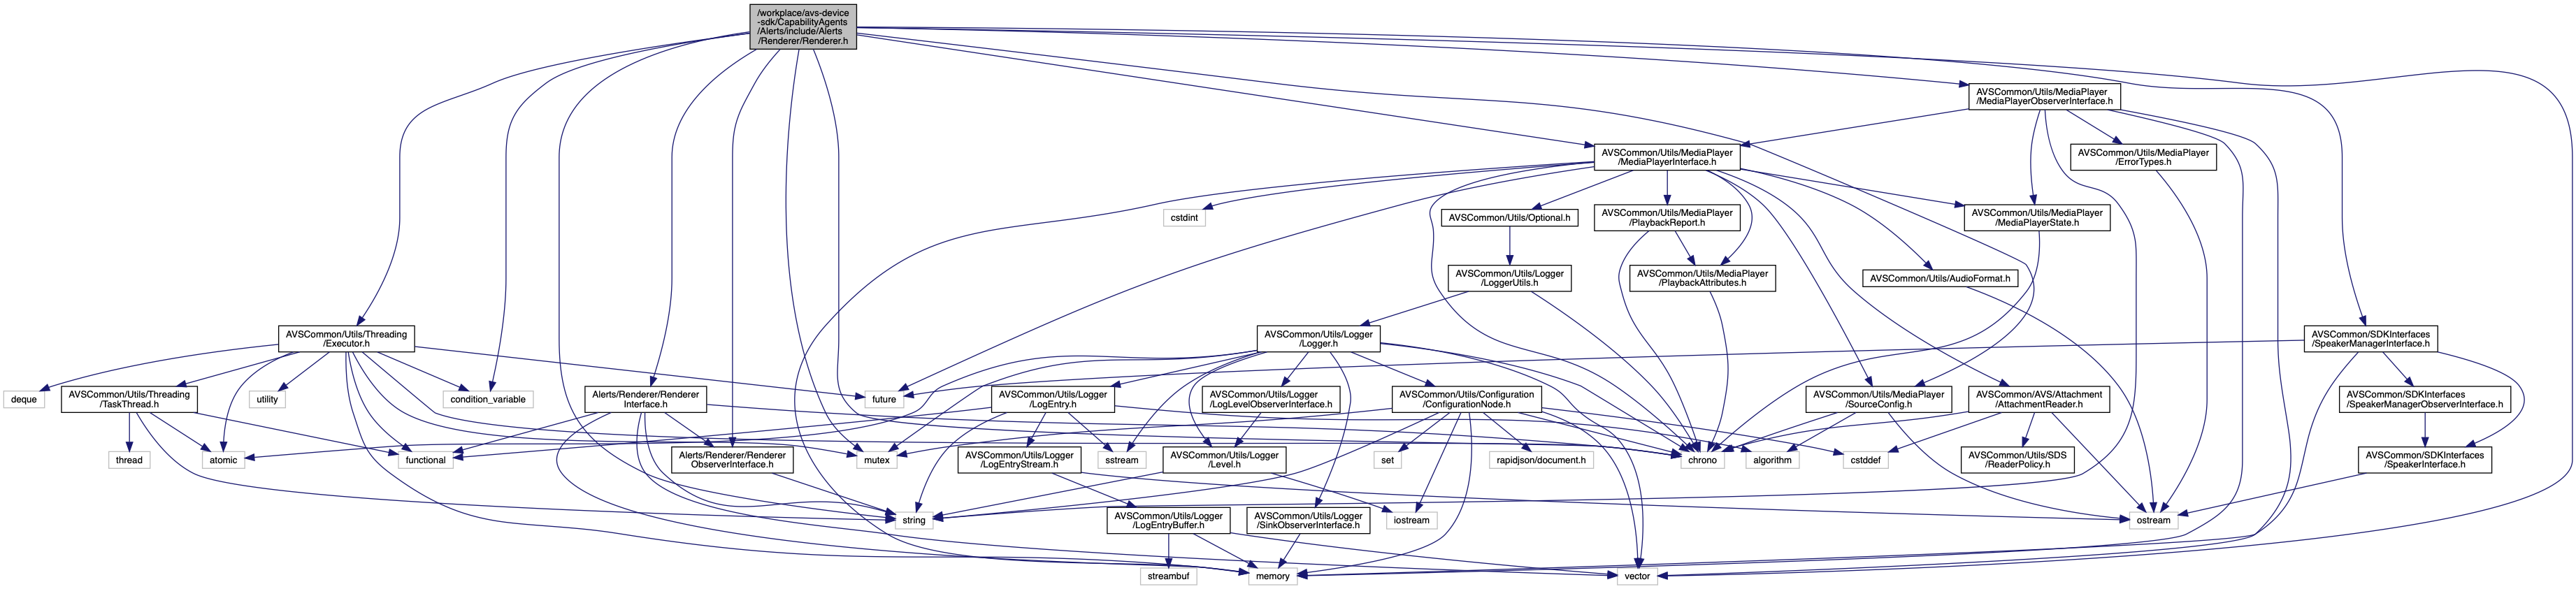 /workplace/avs-device
-sdk/CapabilityAgents
/Alerts/include/Alerts
/Renderer/Renderer.h
AVSCommon/Utils/MediaPlayer
/MediaPlayerObserverInterface.h
AVSCommon/Utils/MediaPlayer
/MediaPlayerInterface.h
AVSCommon/Utils/MediaPlayer
/ErrorTypes.h
cstdint
AVSCommon/Utils/Optional.h
AVSCommon/Utils/MediaPlayer
/PlaybackReport.h
AVSCommon/Utils/MediaPlayer
/MediaPlayerState.h
AVSCommon/Utils/Logger
/LoggerUtils.h
AVSCommon/Utils/MediaPlayer
/PlaybackAttributes.h
AVSCommon/Utils/AudioFormat.h
AVSCommon/Utils/Threading
/Executor.h
AVSCommon/Utils/Logger
/Logger.h
AVSCommon/SDKInterfaces
/SpeakerManagerInterface.h
deque
AVSCommon/Utils/Threading
/TaskThread.h
utility
condition_variable
Alerts/Renderer/Renderer
Interface.h
future
AVSCommon/Utils/Logger
/LogEntry.h
AVSCommon/Utils/Logger
/LogLevelObserverInterface.h
AVSCommon/Utils/Configuration
/ConfigurationNode.h
AVSCommon/Utils/MediaPlayer
/SourceConfig.h
AVSCommon/AVS/Attachment
/AttachmentReader.h
AVSCommon/SDKInterfaces
/SpeakerManagerObserverInterface.h
thread
atomic
functional
Alerts/Renderer/Renderer
ObserverInterface.h
mutex
AVSCommon/Utils/Logger
/LogEntryStream.h
sstream
AVSCommon/Utils/Logger
/Level.h
set
rapidjson/document.h
chrono
algorithm
cstddef
AVSCommon/Utils/SDS
/ReaderPolicy.h
AVSCommon/SDKInterfaces
/SpeakerInterface.h
string
AVSCommon/Utils/Logger
/LogEntryBuffer.h
AVSCommon/Utils/Logger
/SinkObserverInterface.h
iostream
ostream
streambuf
memory
vector